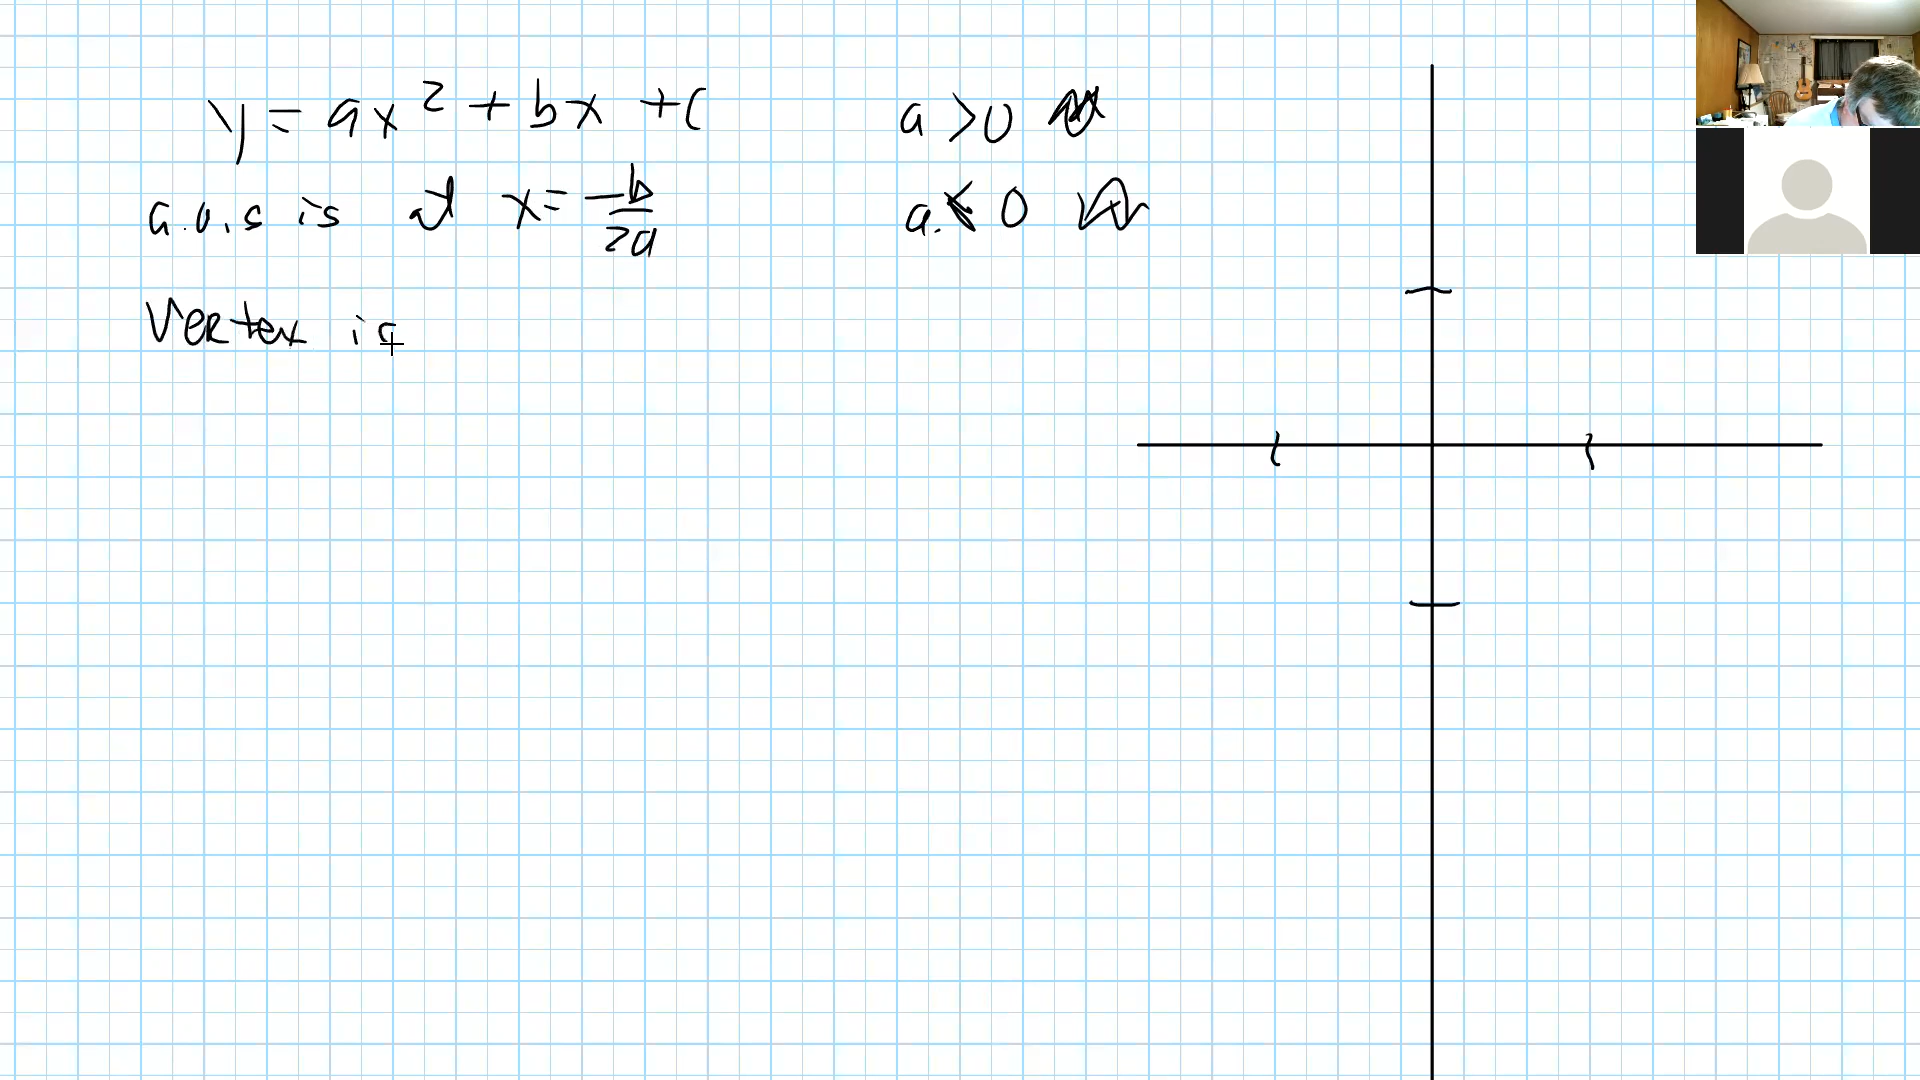 y = ax² + bx + c
a.o.s is at x = -b/2a
Vertex is
a > 0
a < 0